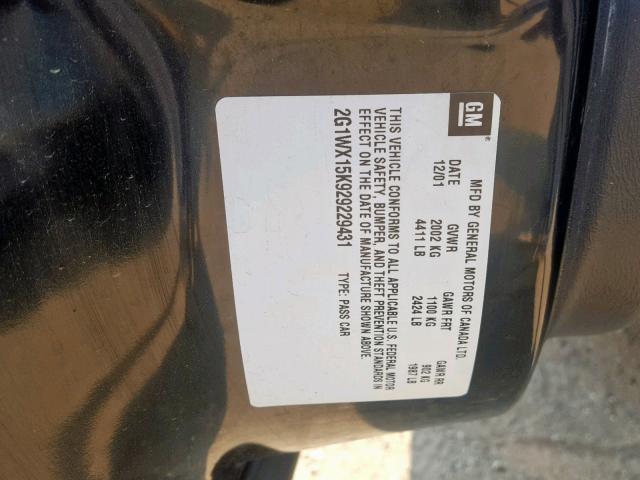 GM
MFD BY GENERAL MOTORS OF CANADA LTD.
DATE GVWR GAWR FRT GAWR RR
12/01 2002 KG 1100 KG 902 KG
4411 LB 2424 LB 1987 LB
THIS VEHICLE CONFORMS TO ALL APPLICABLE U.S. FEDERAL MOTOR
VEHICLE SAFETY, BUMPER, AND THEFT PREVENTION STANDARDS IN
EFFECT ON THE DATE OF MANUFACTURE SHOWN ABOVE.
2G1WX15K929229431 TYPE: PASS CAR